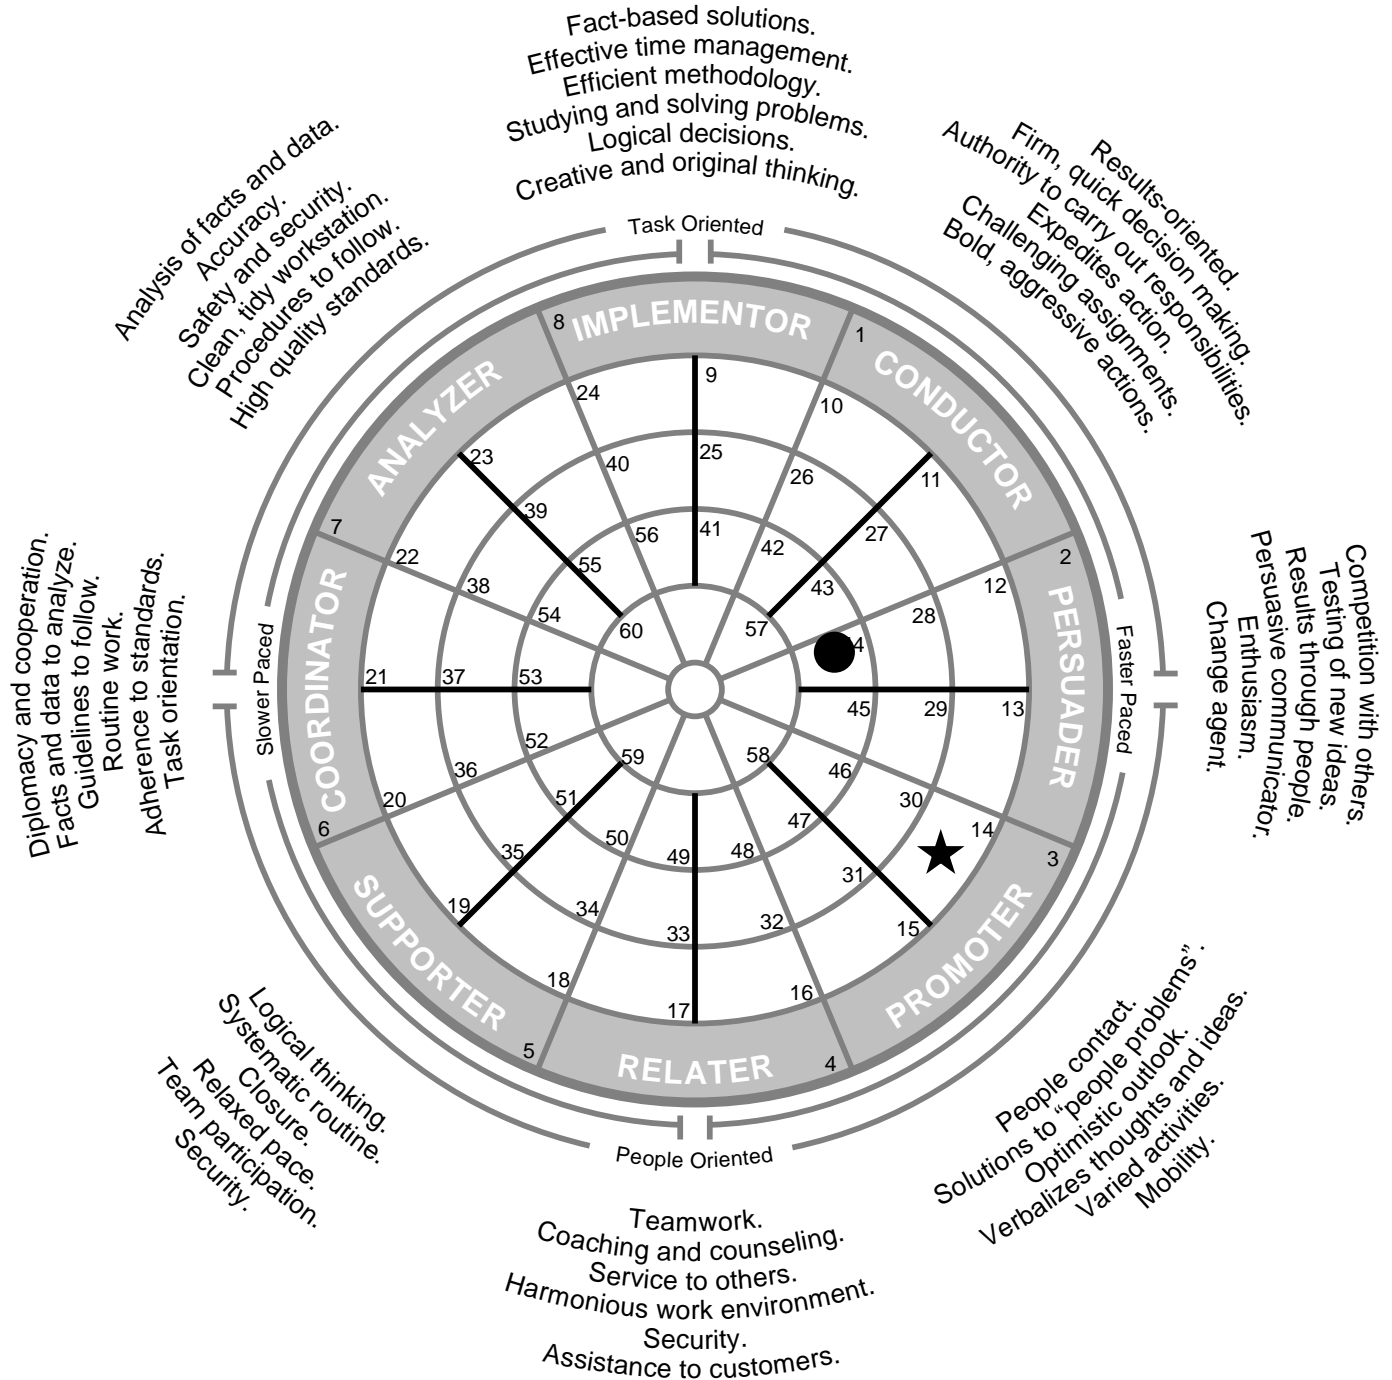 Fact-based solutions.
Effective time management.
Efficient methodology.
Studying and solving problems.
Logical decisions.
Creative and original thinking.
Results-oriented.
Firm, quick decision making.
Authority to carry out responsibilities.
Expedites action.
Challenging assignments.
Bold, aggressive actions.
Competition with others.
Testing of new ideas.
Results through people.
Persuasive communicator.
Enthusiasm.
Change agent.
People contact.
Solutions to “people problems”.
Optimistic outlook.
Verbalizes thoughts and ideas.
Varied activities.
Mobility.
Teamwork.
Coaching and counseling.
Service to others.
Harmonious work environment.
Security.
Assistance to customers.
Logical thinking.
Systematic routine.
Closure.
Relaxed pace.
Team participation.
Security.
Diplomacy and cooperation.
Facts and data to analyze.
Guidelines to follow.
Routine work.
Adherence to standards.
Task orientation.
Analysis of facts and data.
Accuracy.
Safety and security.
Clean, tidy workstation.
Procedures to follow.
High quality standards.
Task Oriented
Faster Paced
People Oriented
Slower Paced
IMPLEMENTOR
CONDUCTOR
PERSUADER
PROMOTER
RELATER
SUPPORTER
COORDINATOR
ANALYZER
1
2
3
4
5
6
7
8
9
10
11
12
13
14
15
16
17
18
19
20
21
22
23
24
25
26
27
28
29
30
31
32
33
34
35
36
37
38
39
40
41
42
43
4
45
46
47
48
49
50
51
52
53
54
55
56
57
58
59
60